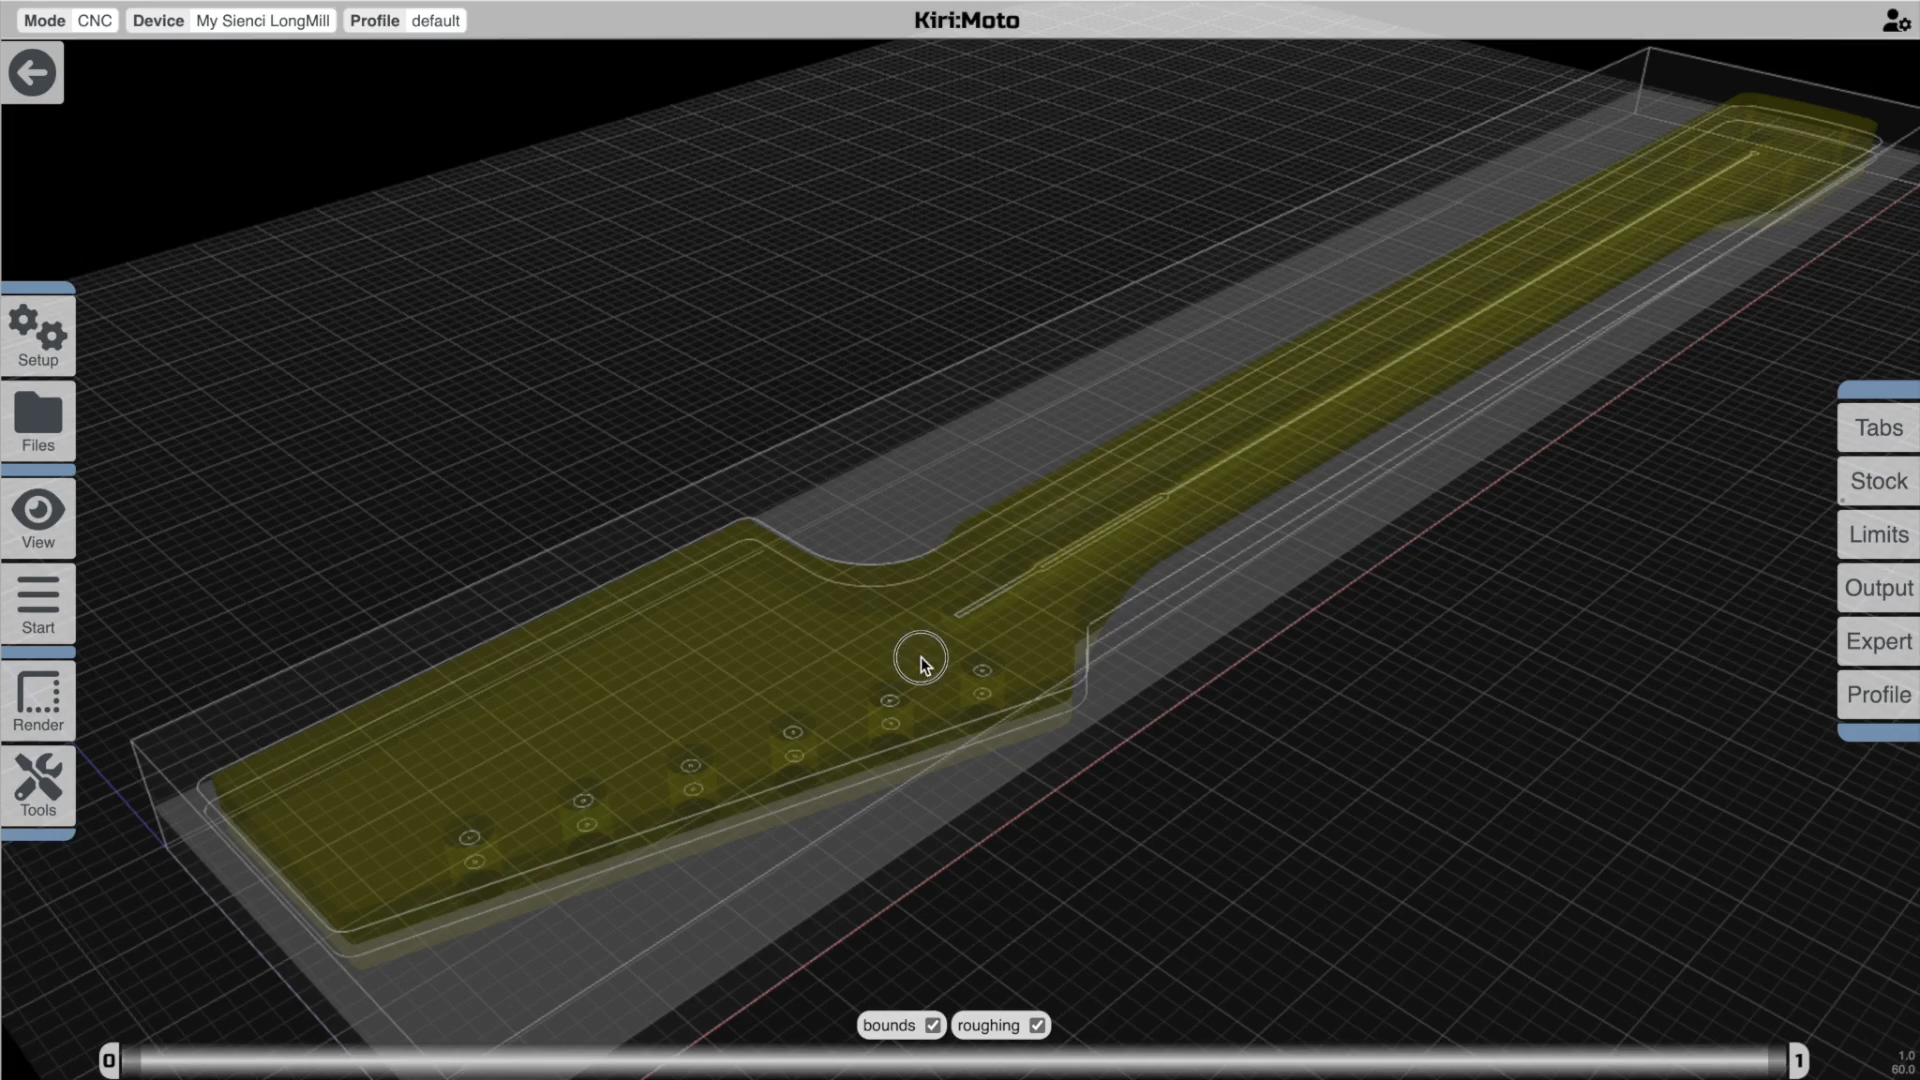 Mode CNC Device My Sienci LongMill Profile default
Kiri:Moto
Setup
Files
View
Start
Render
Tools
Tabs
Stock
Limits
Output
Expert
Profile
bounds roughing
0
1
1.0
60.0